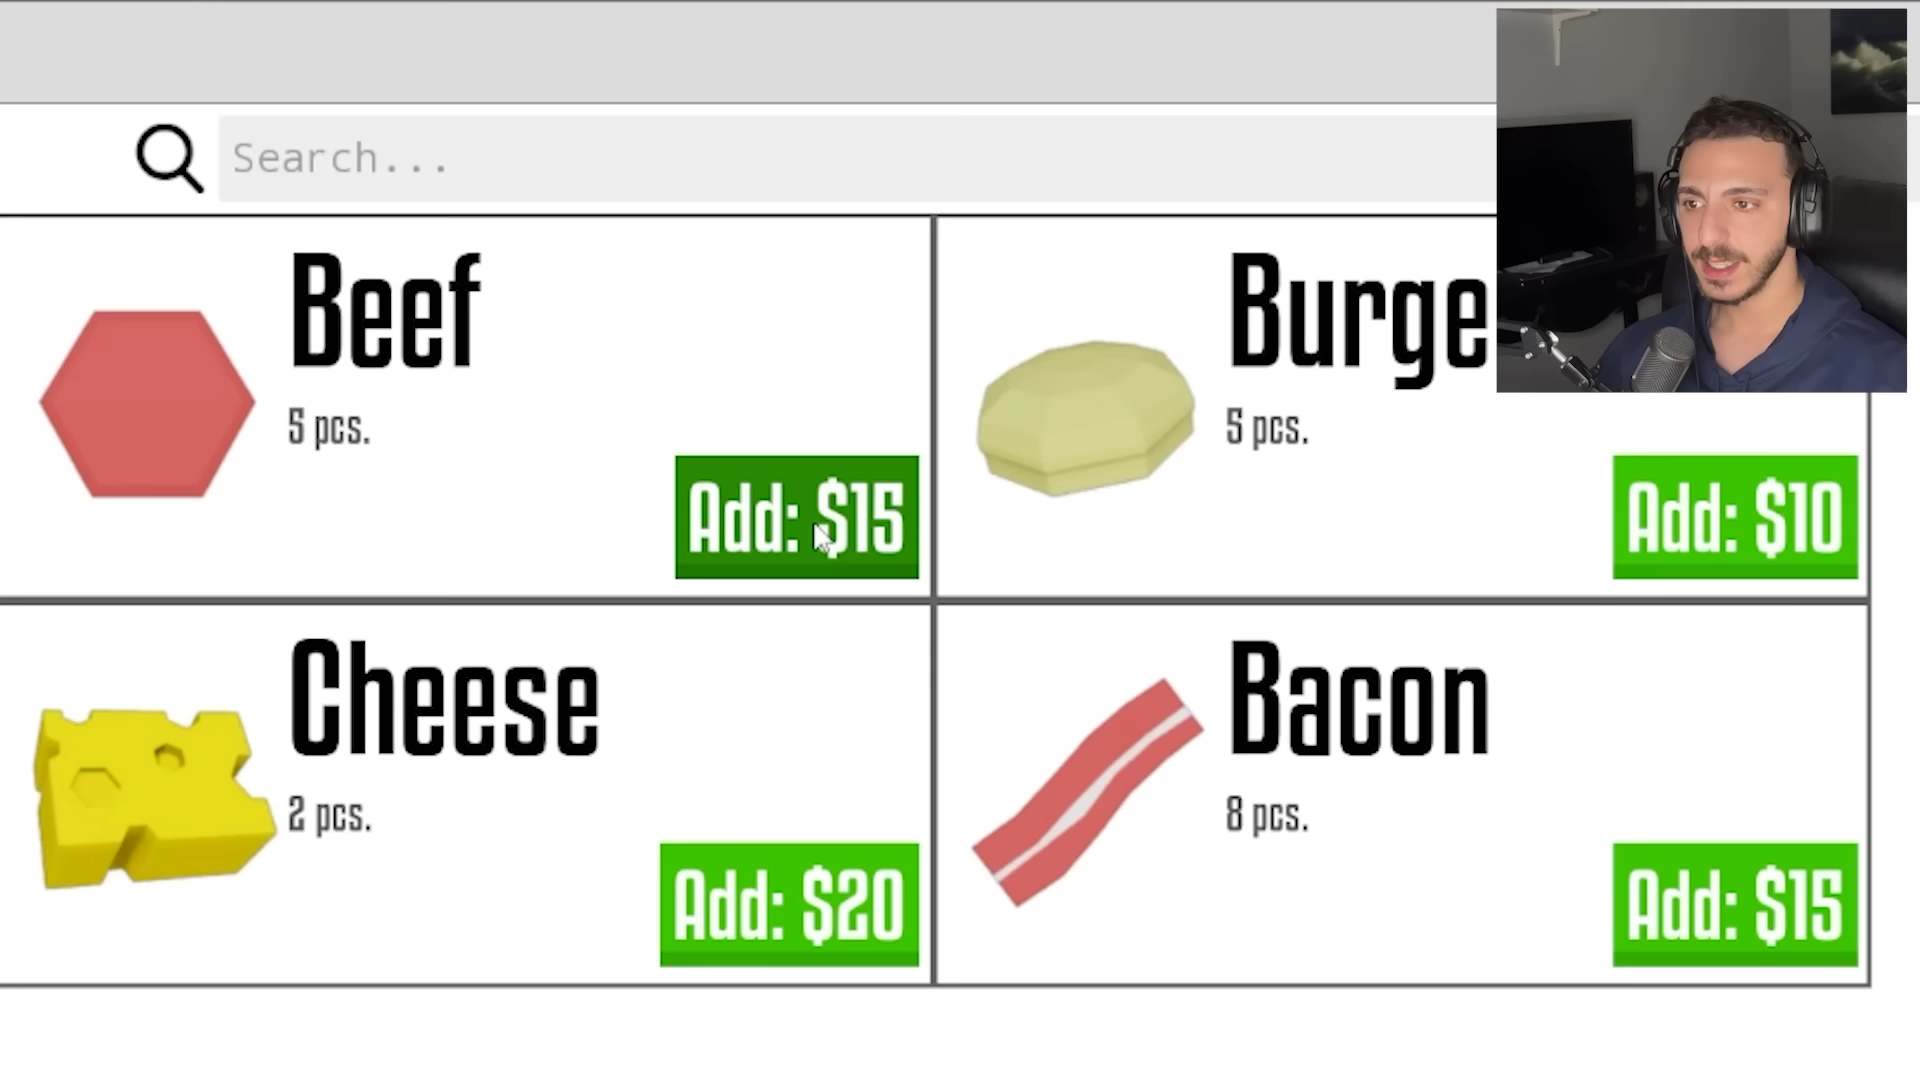 Search...
Beef
5 pcs.
Add: $15
Burge
5 pcs.
Add: $10
Cheese
2 pcs.
Add: $20
Bacon
8 pcs.
Add: $15